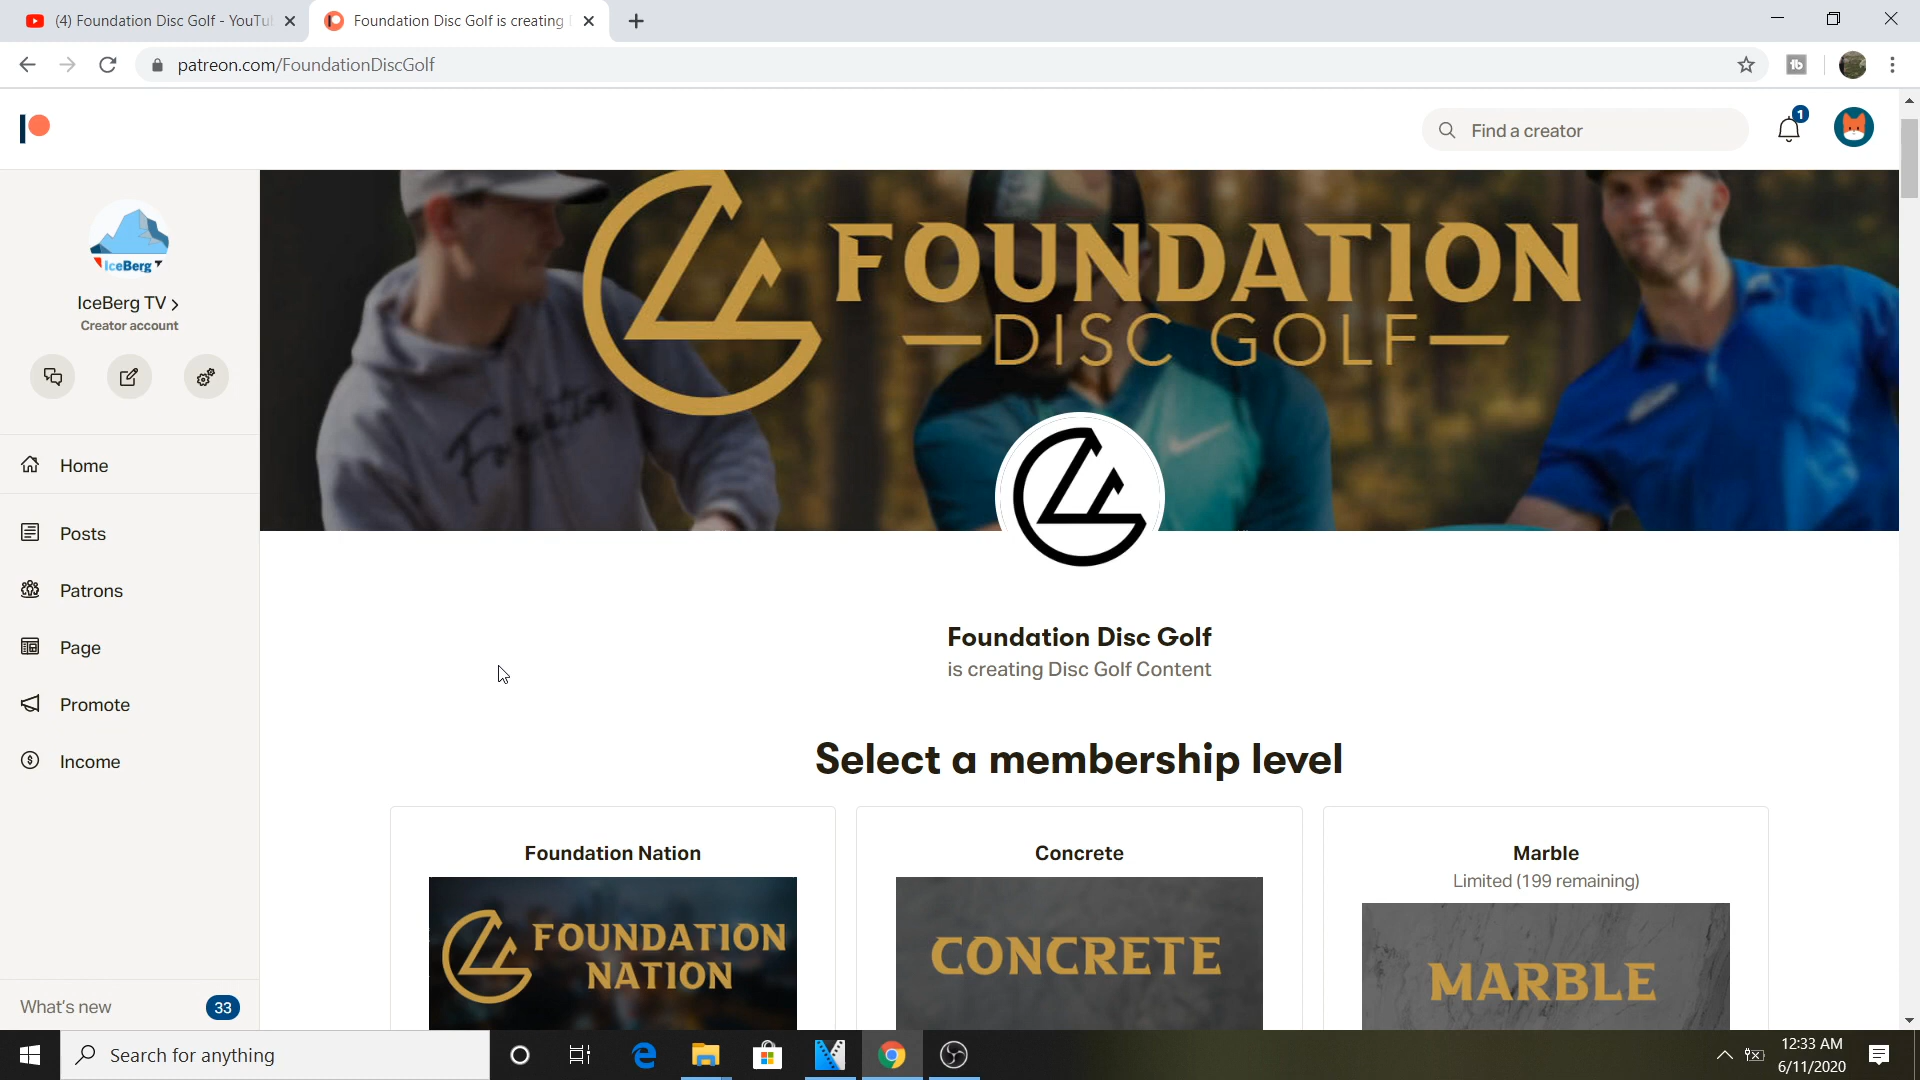 (4) Foundation Disc Golf - YouTu
Foundation Disc Golf is creating
patreon.com/FoundationDiscGolf
Find a creator
1
IceBerg
IceBerg TV
Creator account
Home
Posts
Patrons
Page
Promote
Income
What's new
33
FOUNDATION
DISC GOLF
Foundation
Foundation Disc Golf
is creating Disc Golf Content
Select a membership level
Foundation Nation
FOUNDATION
NATION
Concrete
CONCRETE
Marble
Limited (199 remaining)
MARBLE
Search for anything
12:33 AM
6/11/2020